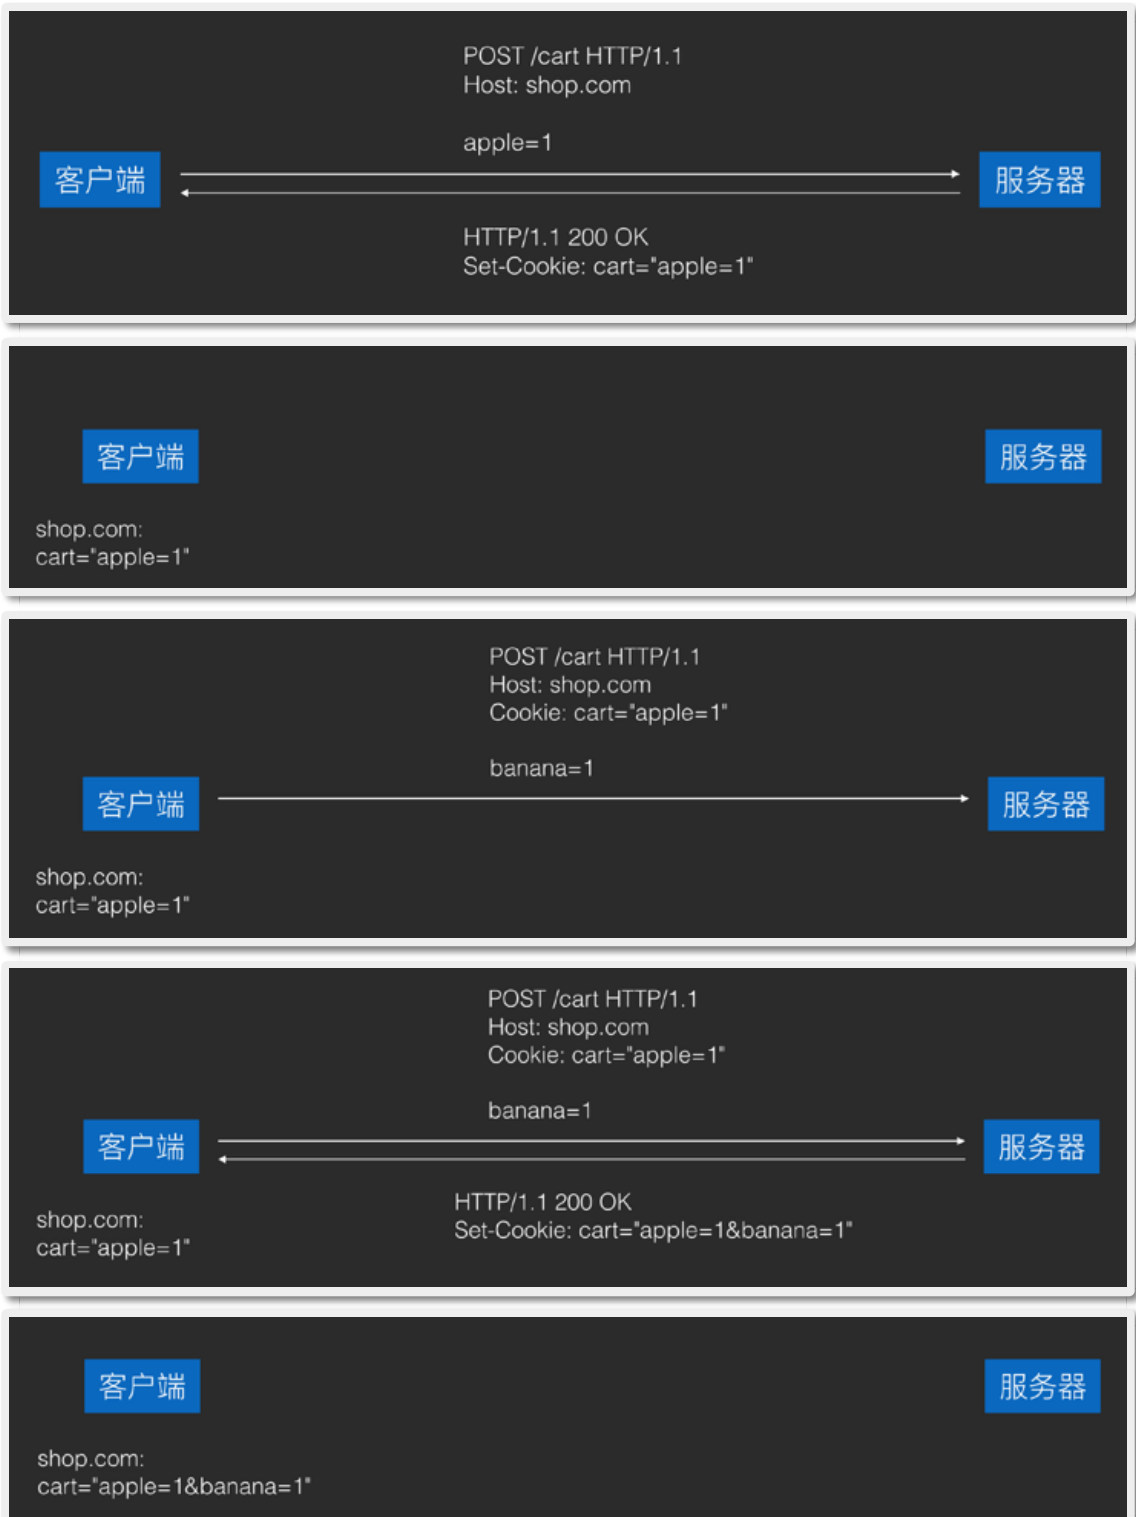 POST /cart HTTP/1.1
Host: shop.com
apple=1
客户端
服务器
HTTP/1.1 200 OK
Set-Cookie: cart="apple=1"
客户端
服务器
shop.com:
cart="apple=1"
POST /cart HTTP/1.1
Host: shop.com
Cookie: cart="apple=1"
banana=1
客户端
服务器
shop.com:
cart="apple=1"
POST /cart HTTP/1.1
Host: shop.com
Cookie: cart="apple=1"
banana=1
客户端
服务器
HTTP/1.1 200 OK
Set-Cookie: cart="apple=1&banana=1"
shop.com:
cart="apple=1"
客户端
服务器
shop.com:
cart="apple=1&banana=1"